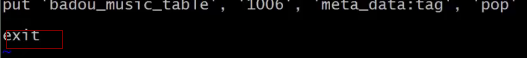 put 'badou_music_table', '1006', 'meta_data:tag', 'pop'
exit
~